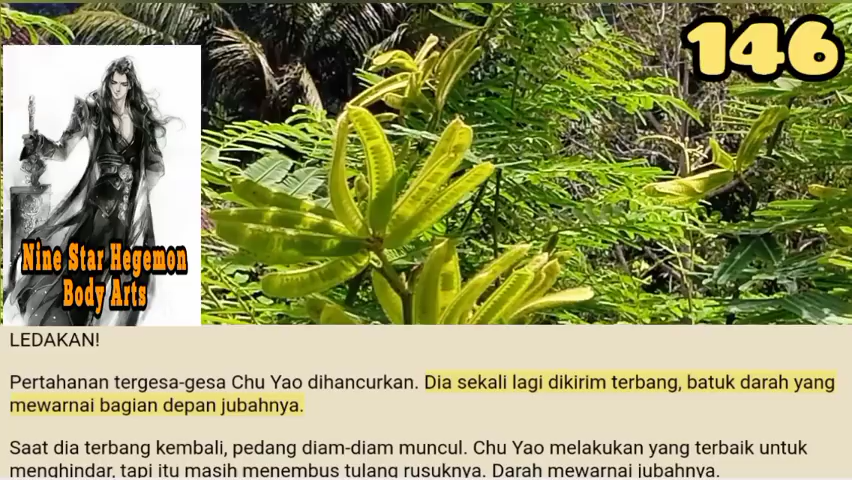 146
Nine Star Hegemon
Body Arts
LEDAKAN!
Pertahanan tergesa-gesa Chu Yao dihancurkan. Dia sekali lagi dikirim terbang, batuk darah yang
mewarnai bagian depan jubahnya.
Saat dia terbang kembali, pedang diam-diam muncul. Chu Yao melakukan yang terbaik untuk
menghindar, tapi itu masih menembus tulang rusuknya. Darah mewarnai jubahnya.